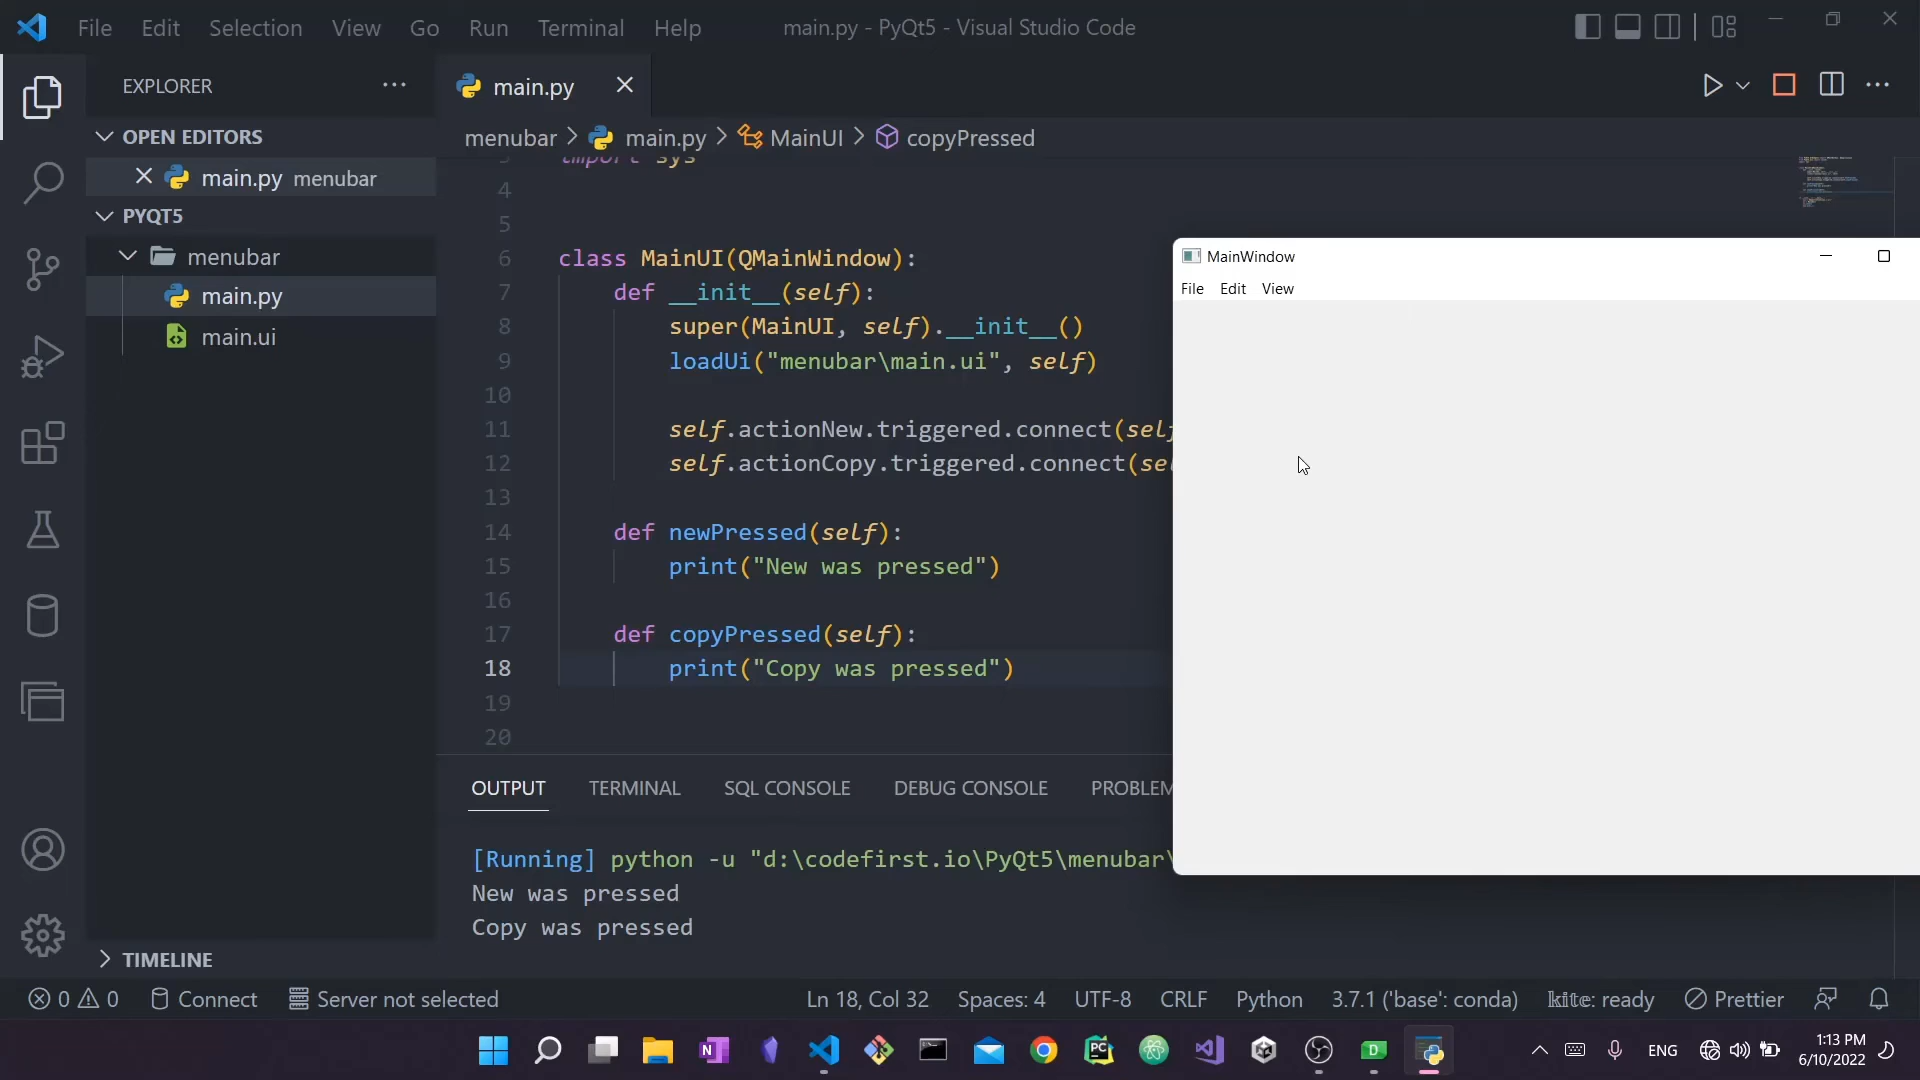 File Edit Selection View Go Run Terminal Help main.py - PyQt5 - Visual Studio Code
EXPLORER
main.py
OPEN EDITORS
menubar main.py MainUI copyPressed
main.py menubar
PYQT5
menubar
main.py
main.ui
TIMELINE
3 import sys
4
5
6 class MainUI(QMainWindow):
7 def __init__(self):
8 super(MainUI, self).__init__()
9 loadUi("menubar\main.ui", self)
10
11 self.actionNew.triggered.connect(self
12 self.actionCopy.triggered.connect(sel
13
14 def newPressed(self):
15 print("New was pressed")
16
17 def copyPressed(self):
18 print("Copy was pressed")
19
20
MainWindow
File Edit View
OUTPUT TERMINAL SQL CONSOLE DEBUG CONSOLE PROBLEM
[Running] python -u "d:\codefirst.io\PyQt5\menubar\
New was pressed
Copy was pressed
0 0 Connect Server not selected Ln 18, Col 32 Spaces: 4 UTF-8 CRLF Python 3.7.1 ('base': conda) kite: ready Prettier
N PC D ENG 1:13 PM
6/10/2022